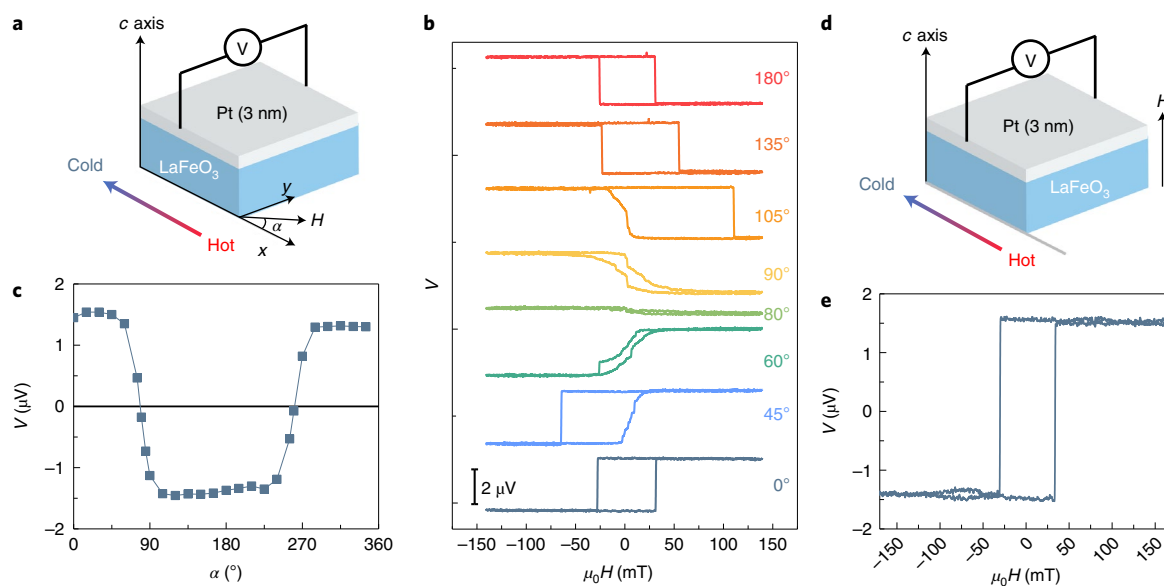 a
c axis
V
Pt (3 nm)
LaFeO3
Cold
Hot
y
H
α
x
b
V
180°
135°
105°
90°
80°
60°
45°
0°
2 μV
−150 −100 −50 0 50 100 150
μ0H (mT)
c
V (μV)
2
1
0
−1
−2
0 90 180 270 360
α (°)
d
c axis
V
H
Pt (3 nm)
LaFeO3
Cold
Hot
e
V (μV)
2
1
0
−1
−2
−150 −100 −50 0 50 100 150
μ0H (mT)